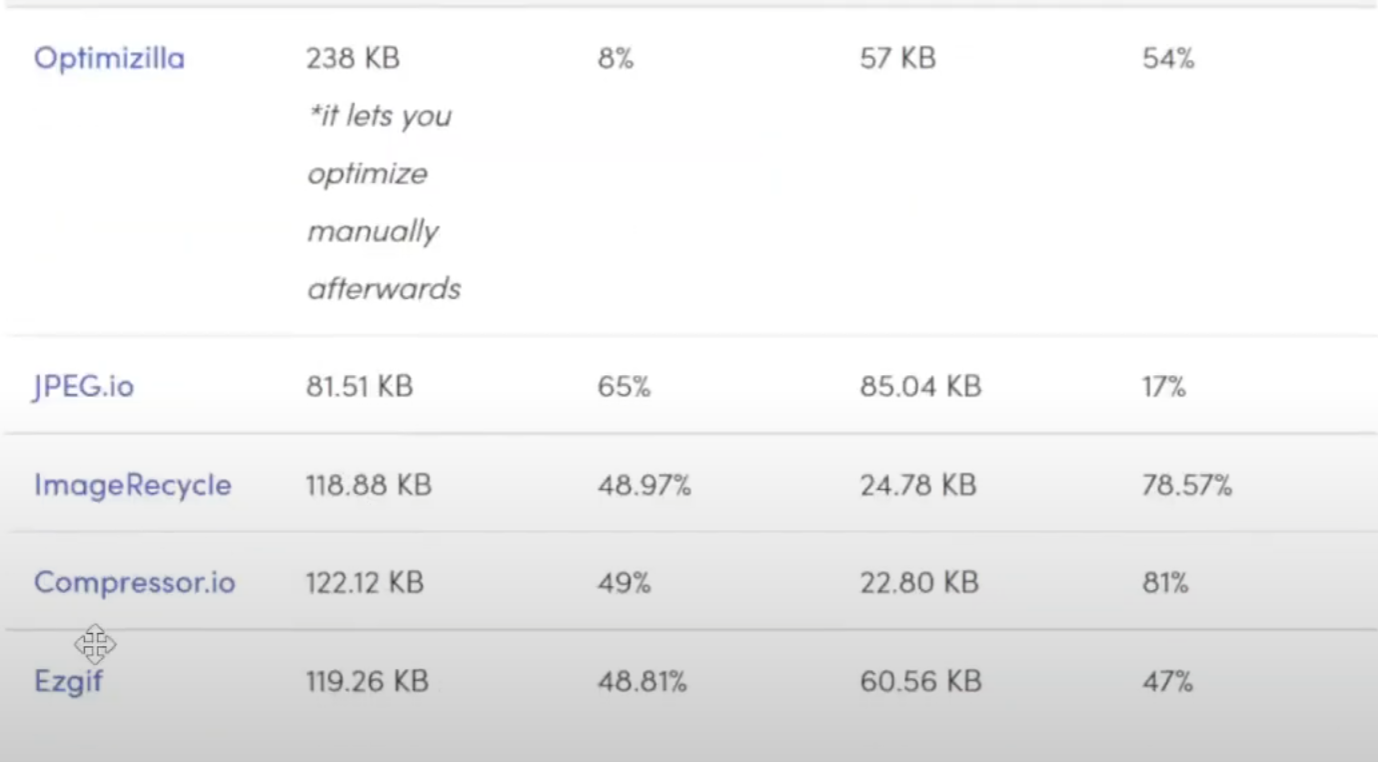 Optimizilla 238 KB 8% 57 KB 54%
*it lets you
optimize
manually
afterwards
JPEG.io 81.51 KB 65% 85.04 KB 17%
ImageRecycle 118.88 KB 48.97% 24.78 KB 78.57%
Compressor.io 122.12 KB 49% 22.80 KB 81%
Ezgif 119.26 KB 48.81% 60.56 KB 47%